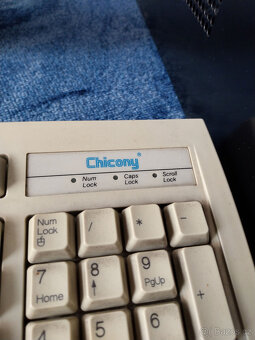 Chicony®
Num Lock
Caps Lock
Scroll Lock
Num Lock
/
*
-
7 Home
8 ↑
9 PgUp
+
4
5
6